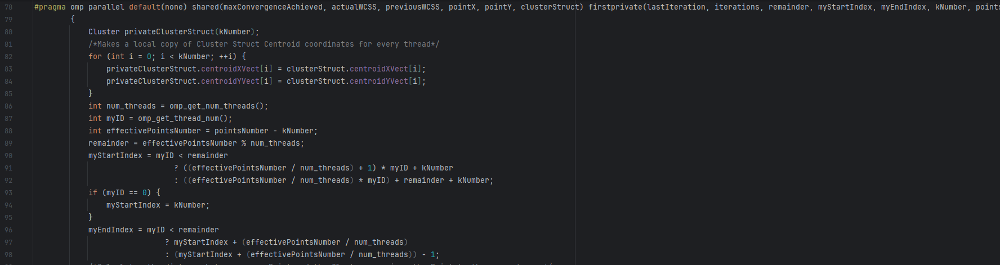 78 #pragma omp parallel default(none) shared(maxConvergenceAchieved, actualWCSS, previousWCSS, pointX, pointY, clusterStruct) firstprivate(lastIteration, iterations, remainder, myStartIndex, myEndIndex, kNumber, points
79 {
80 Cluster privateClusterStruct(kNumber);
81 /*Makes a local copy of Cluster Struct Centroid coordinates for every thread*/
82 for (int i = 0; i < kNumber; ++i) {
83 privateClusterStruct.centroidXVect[i] = clusterStruct.centroidXVect[i];
84 privateClusterStruct.centroidYVect[i] = clusterStruct.centroidYVect[i];
85 }
86 int num_threads = omp_get_num_threads();
87 int myID = omp_get_thread_num();
88 int effectivePointsNumber = pointsNumber - kNumber;
89 remainder = effectivePointsNumber % num_threads;
90 myStartIndex = myID < remainder
91 ? ((effectivePointsNumber / num_threads) + 1) * myID + kNumber
92 : ((effectivePointsNumber / num_threads) * myID) + remainder + kNumber;
93 if (myID == 0) {
94 myStartIndex = kNumber;
95 }
96 myEndIndex = myID < remainder
97 ? myStartIndex + (effectivePointsNumber / num_threads)
98 : (myStartIndex + (effectivePointsNumber / num_threads)) - 1;